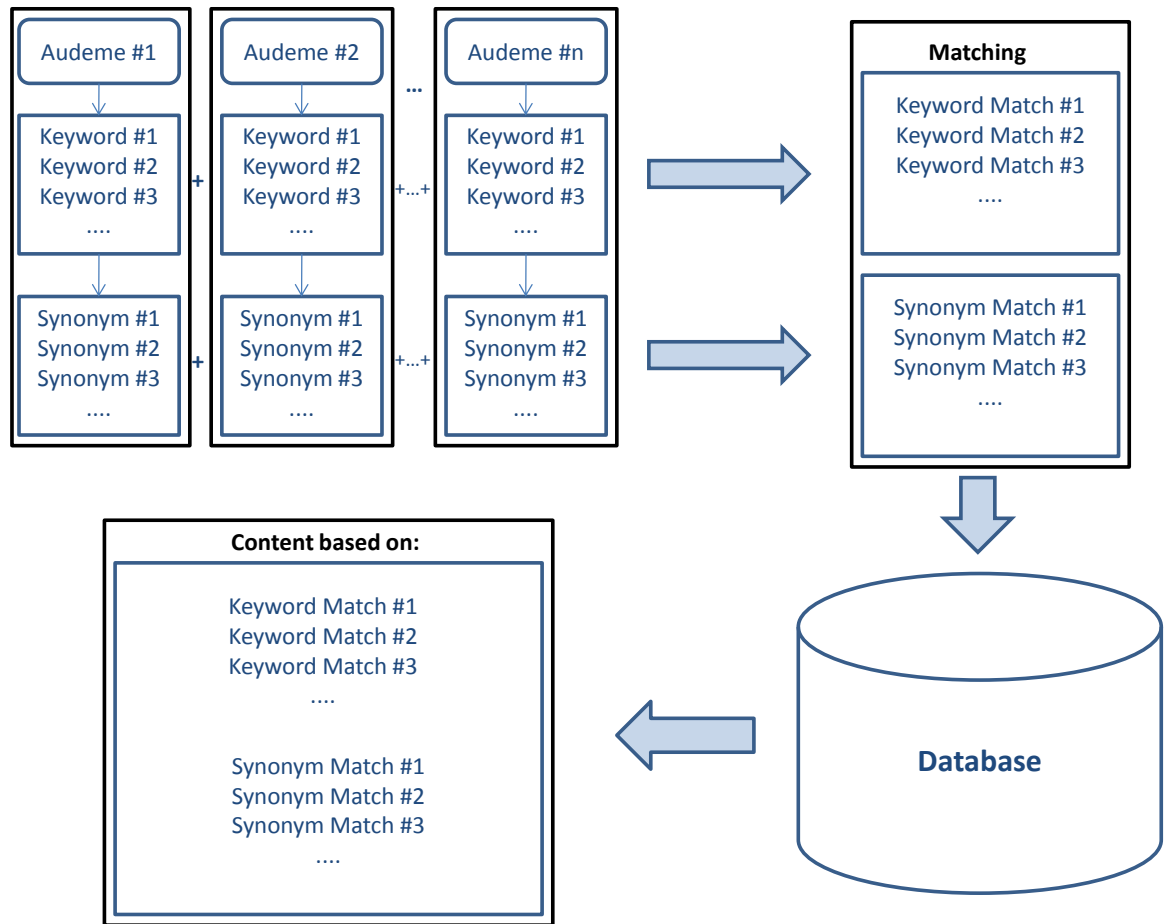 Audeme #1
Keyword #1
Keyword #2
Keyword #3
....
Synonym #1
Synonym #2
Synonym #3
....
+
+
Audeme #2
Keyword #1
Keyword #2
Keyword #3
....
Synonym #1
Synonym #2
Synonym #3
....
...
+...+
+...+
Audeme #n
Keyword #1
Keyword #2
Keyword #3
....
Synonym #1
Synonym #2
Synonym #3
....
Matching
Keyword Match #1
Keyword Match #2
Keyword Match #3
....
Synonym Match #1
Synonym Match #2
Synonym Match #3
....
Database
Content based on:
Keyword Match #1
Keyword Match #2
Keyword Match #3
....
Synonym Match #1
Synonym Match #2
Synonym Match #3
....